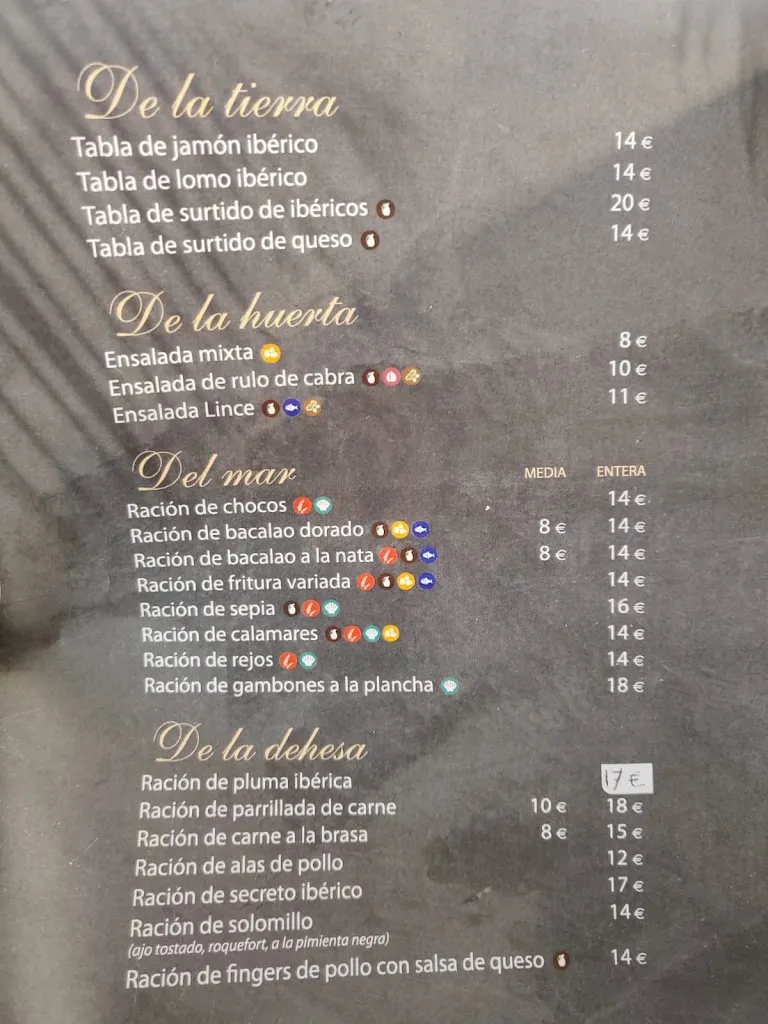 De la tierra
Tabla de jamón ibérico 14 €
Tabla de lomo ibérico 14 €
Tabla de surtido de ibéricos 20 €
Tabla de surtido de queso 14 €
De la huerta
Ensalada mixta 8 €
Ensalada de rulo de cabra 10 €
Ensalada Lince 11 €
Del mar MEDIA ENTERA
Ración de chocos 14 €
Ración de bacalao dorado 8 € 14 €
Ración de bacalao a la nata 8 € 14 €
Ración de fritura variada 14 €
Ración de sepia 16 €
Ración de calamares 14 €
Ración de rejos 14 €
Ración de gambones a la plancha 18 €
De la dehesa
Ración de pluma ibérica 17 €
Ración de parrillada de carne 10 € 18 €
Ración de carne a la brasa 8 € 15 €
Ración de alas de pollo 12 €
Ración de secreto ibérico 17 €
Ración de solomillo 14 €
(ajo tostado, roquefort, a la pimienta negra)
Ración de fingers de pollo con salsa de queso 14 €